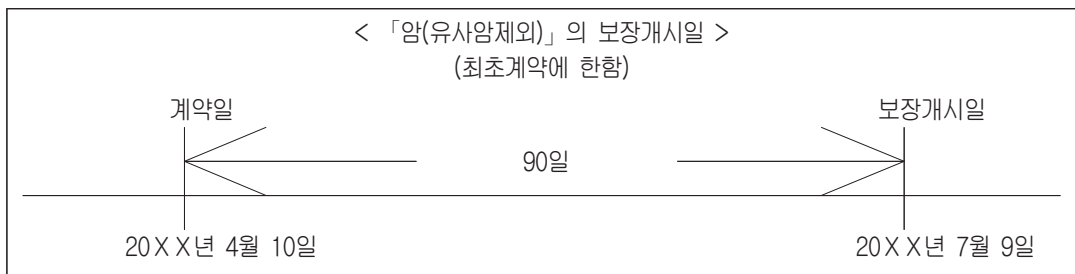 < 「암(유사암제외)」의 보장개시일 >
(최초계약에 한함)
계약일 보장개시일
90일
20ⅩⅩ년 4월 10일 20ⅩⅩ년 7월 9일